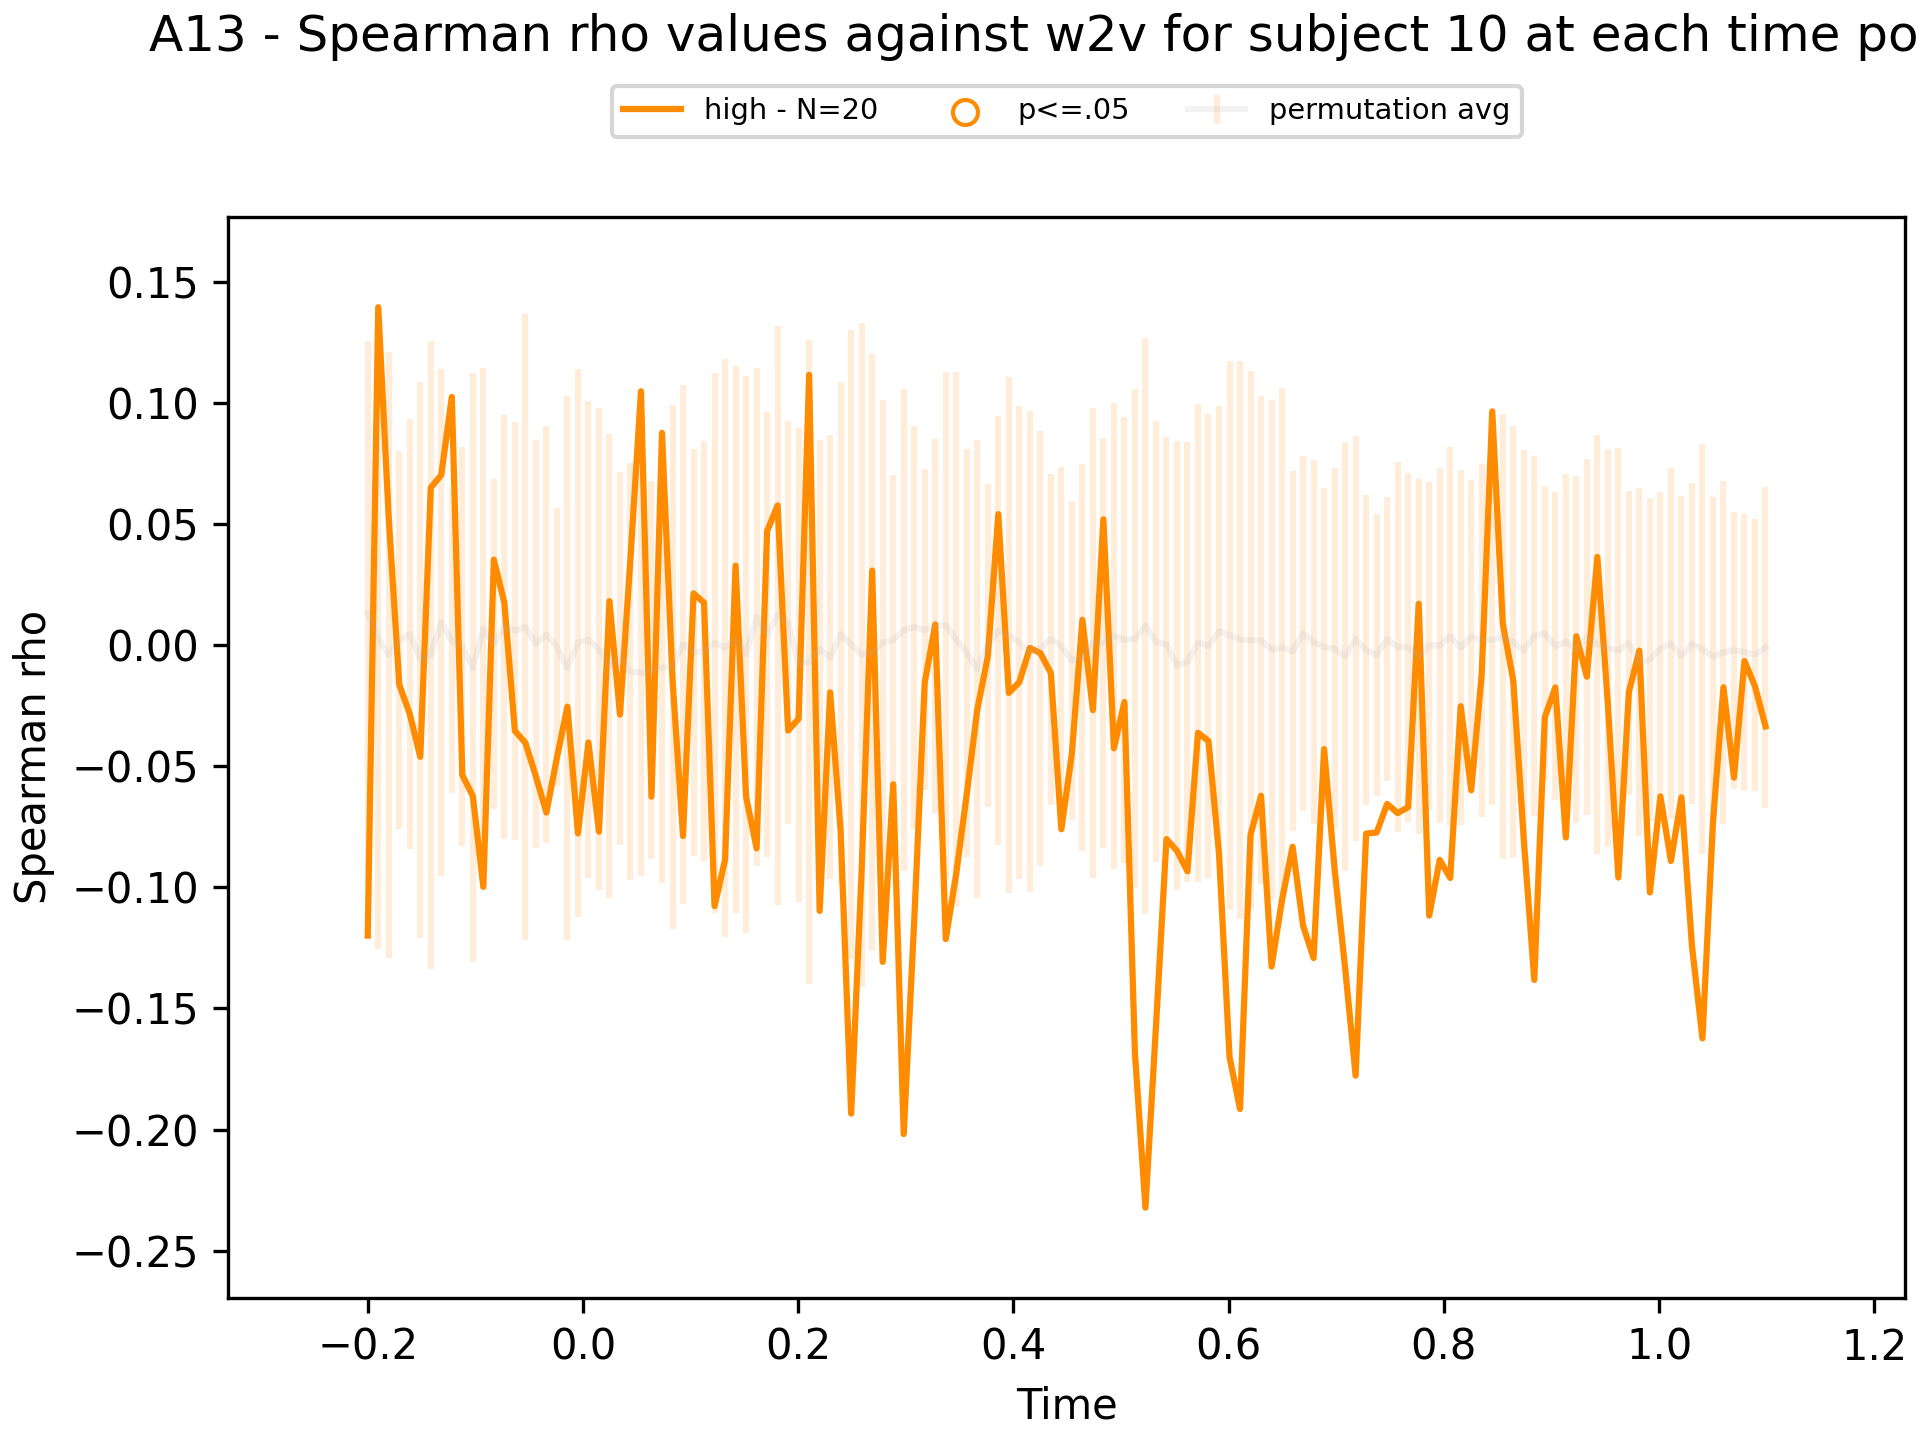 A13 - Spearman rho values against w2v for subject 10 at each time po
high - N=20
p<=.05
permutation avg
0.15
0.10
0.05
0.00
−0.05
−0.10
−0.15
−0.20
−0.25
Spearman rho
−0.2 0.0 0.2 0.4 0.6 0.8 1.0 1.2
Time